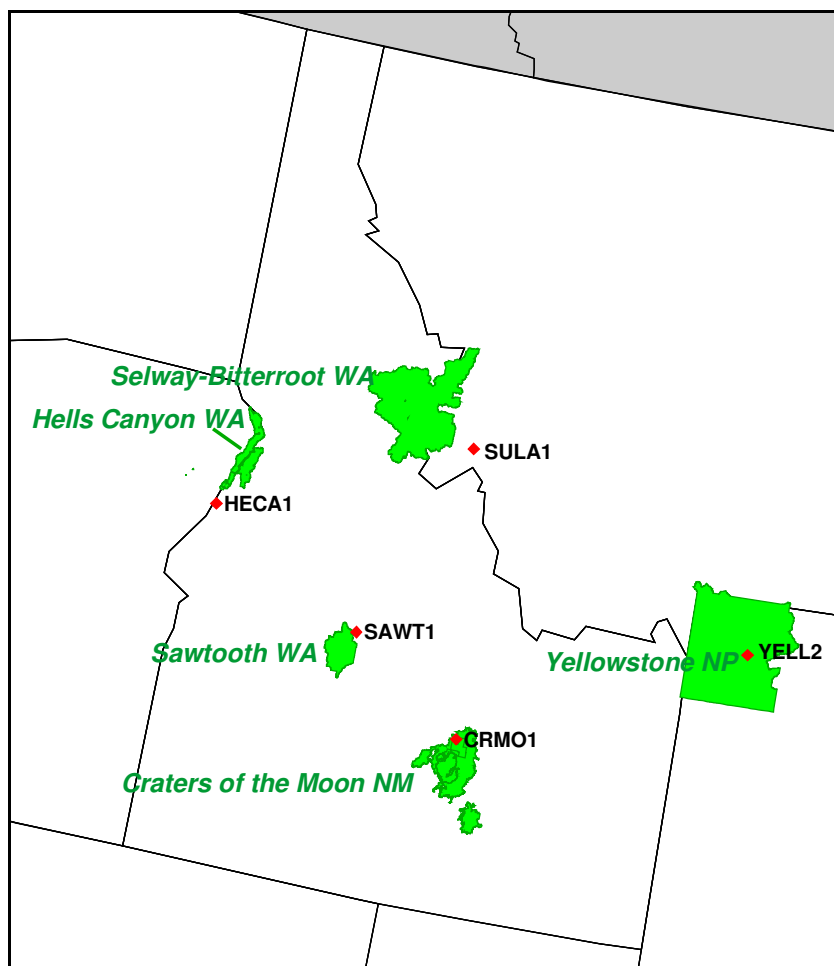 Selway-Bitterroot WA
Hells Canyon WA
SULA1
HECA1
SAWT1
Sawtooth WA
YELL2
Yellowstone NP
CRMO1
Craters of the Moon NM